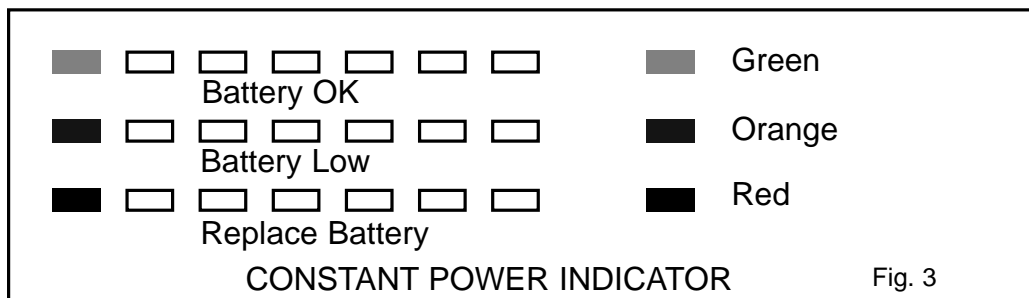 Green
Battery OK
Orange
Battery Low
Red
Replace Battery
CONSTANT POWER INDICATOR
Fig. 3